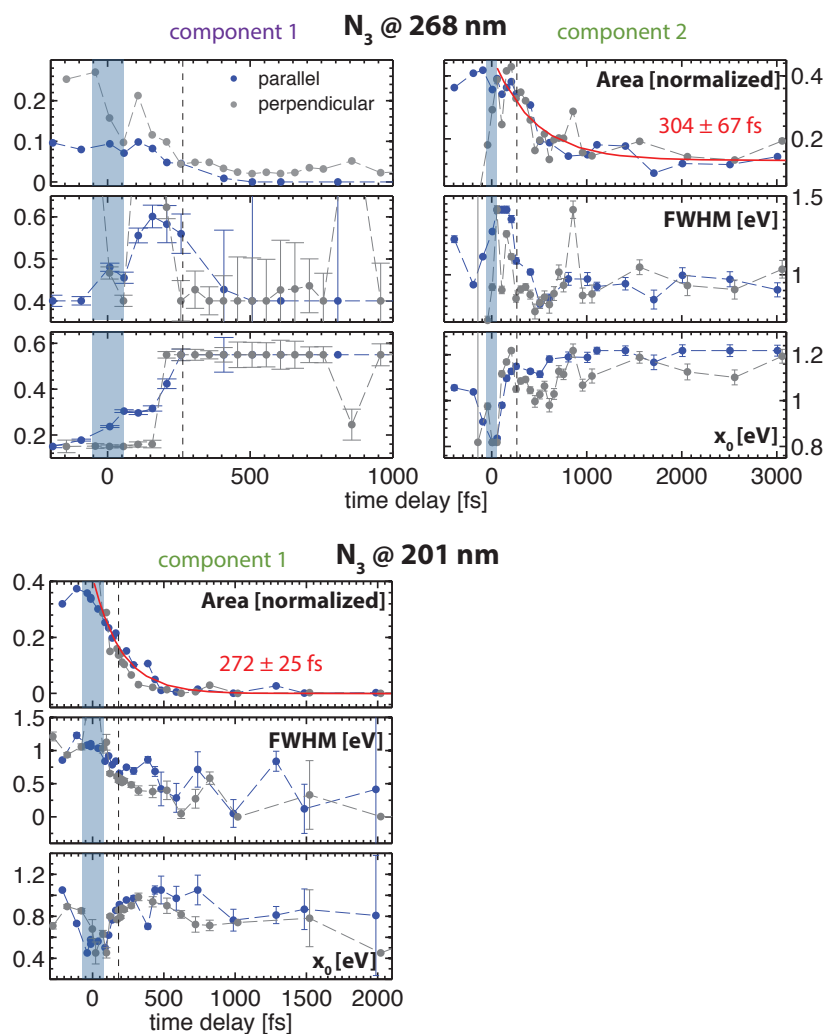 N3 @ 268 nm
component 1
component 2
parallel
perpendicular
0.2
0.1
0
0.6
0.5
0.4
0.6
0.4
0.2
0
500
1000
time delay [fs]
Area [normalized]
304 ± 67 fs
0.4
0.2
FWHM [eV]
1.5
1
x0 [eV]
1.2
1
0.8
0
1000
2000
3000
time delay [fs]
N3 @ 201 nm
component 1
Area [normalized]
272 ± 25 fs
0.4
0.2
0
FWHM [eV]
1.5
1
0.5
0
x0 [eV]
1.2
0.8
0.4
0
500
1000
1500
2000
time delay [fs]